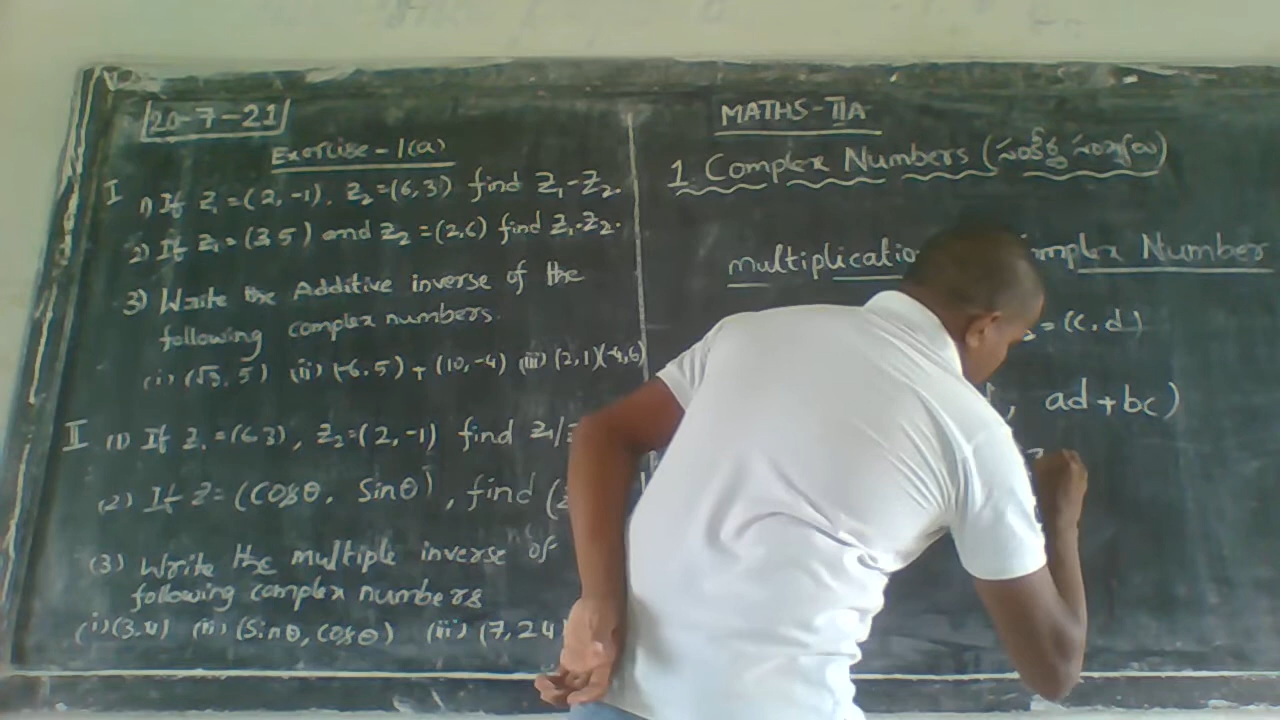 20-7-21
Exercise - 1(a)
I 1) If Z₁ = (2, -1), Z₂ = (6, 3) find Z₁ - Z₂.
2) If Z₁ = (3 5) and Z₂ = (2,6) find Z₁·Z₂.
3) Write the Additive inverse of the
following complex numbers.
(i) (√3, 5) (ii) (-6, 5) + (10, -4) (iii) (2, 1)(-4, 6)
II (1) If Z₁ = (6 3), Z₂ = (2, -1) find Z₁/
(2) If Z = (cosθ, Sinθ), find (z
(3) Write the multiple inverse of
following complex numbers
(i) (3, 4) (ii) (Sinθ, cosθ) (iii) (7, 24)
MATHS - IIA
1. Complex Numbers (సంకీర్ణ సంఖ్యలు)
multiplicatio mplex Number
= (c, d)
, ad + bc)